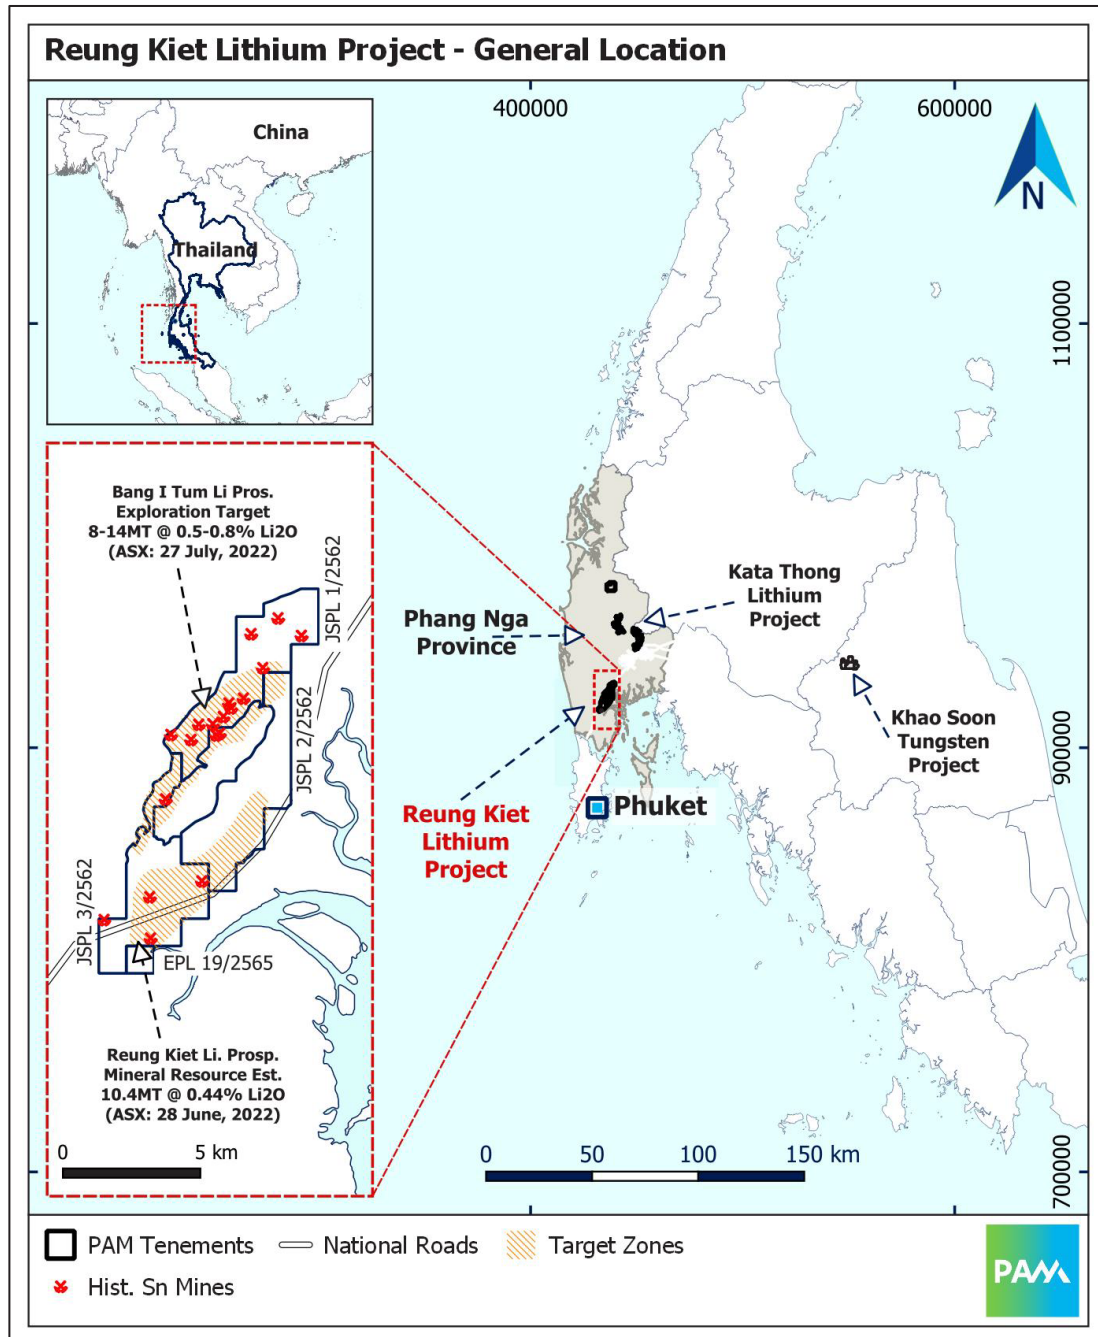 Reung Kiet Lithium Project - General Location
400000
600000
China
Thailand
N
1100000
900000
700000
Bang I Tum Li Pros.
Exploration Target
8-14MT @ 0.5-0.8% Li2O
(ASX: 27 July, 2022)
JSPL 1/2562
JSPL 2/2562
JSPL 3/2562
EPL 19/2565
Reung Kiet Li. Prosp.
Mineral Resource Est.
10.4MT @ 0.44% Li2O
(ASX: 28 June, 2022)
0
5 km
Phang Nga
Province
Kata Thong
Lithium
Project
Khao Soon
Tungsten
Project
Reung Kiet
Lithium
Project
Phuket
0
50
100
150 km
PAM Tenements
National Roads
Target Zones
Hist. Sn Mines
PAM